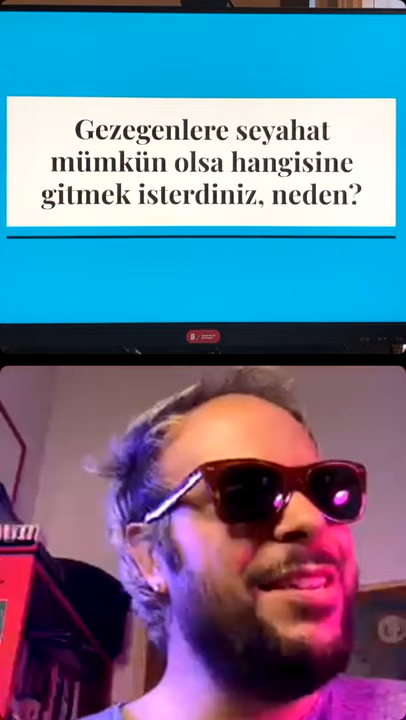 Gezegenlere seyahat
mümkün olsa hangisine
gitmek isterdiniz, neden?